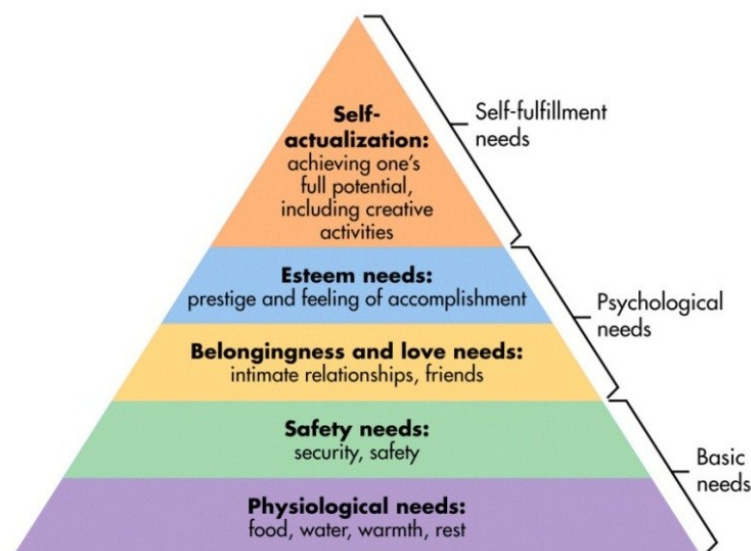 Self-
actualization:
achieving one's
full potential,
including creative
activities
Self-fulfillment
needs
Esteem needs:
prestige and feeling of accomplishment
Belongingness and love needs:
intimate relationships, friends
Psychological
needs
Safety needs:
security, safety
Physiological needs:
food, water, warmth, rest
Basic
needs